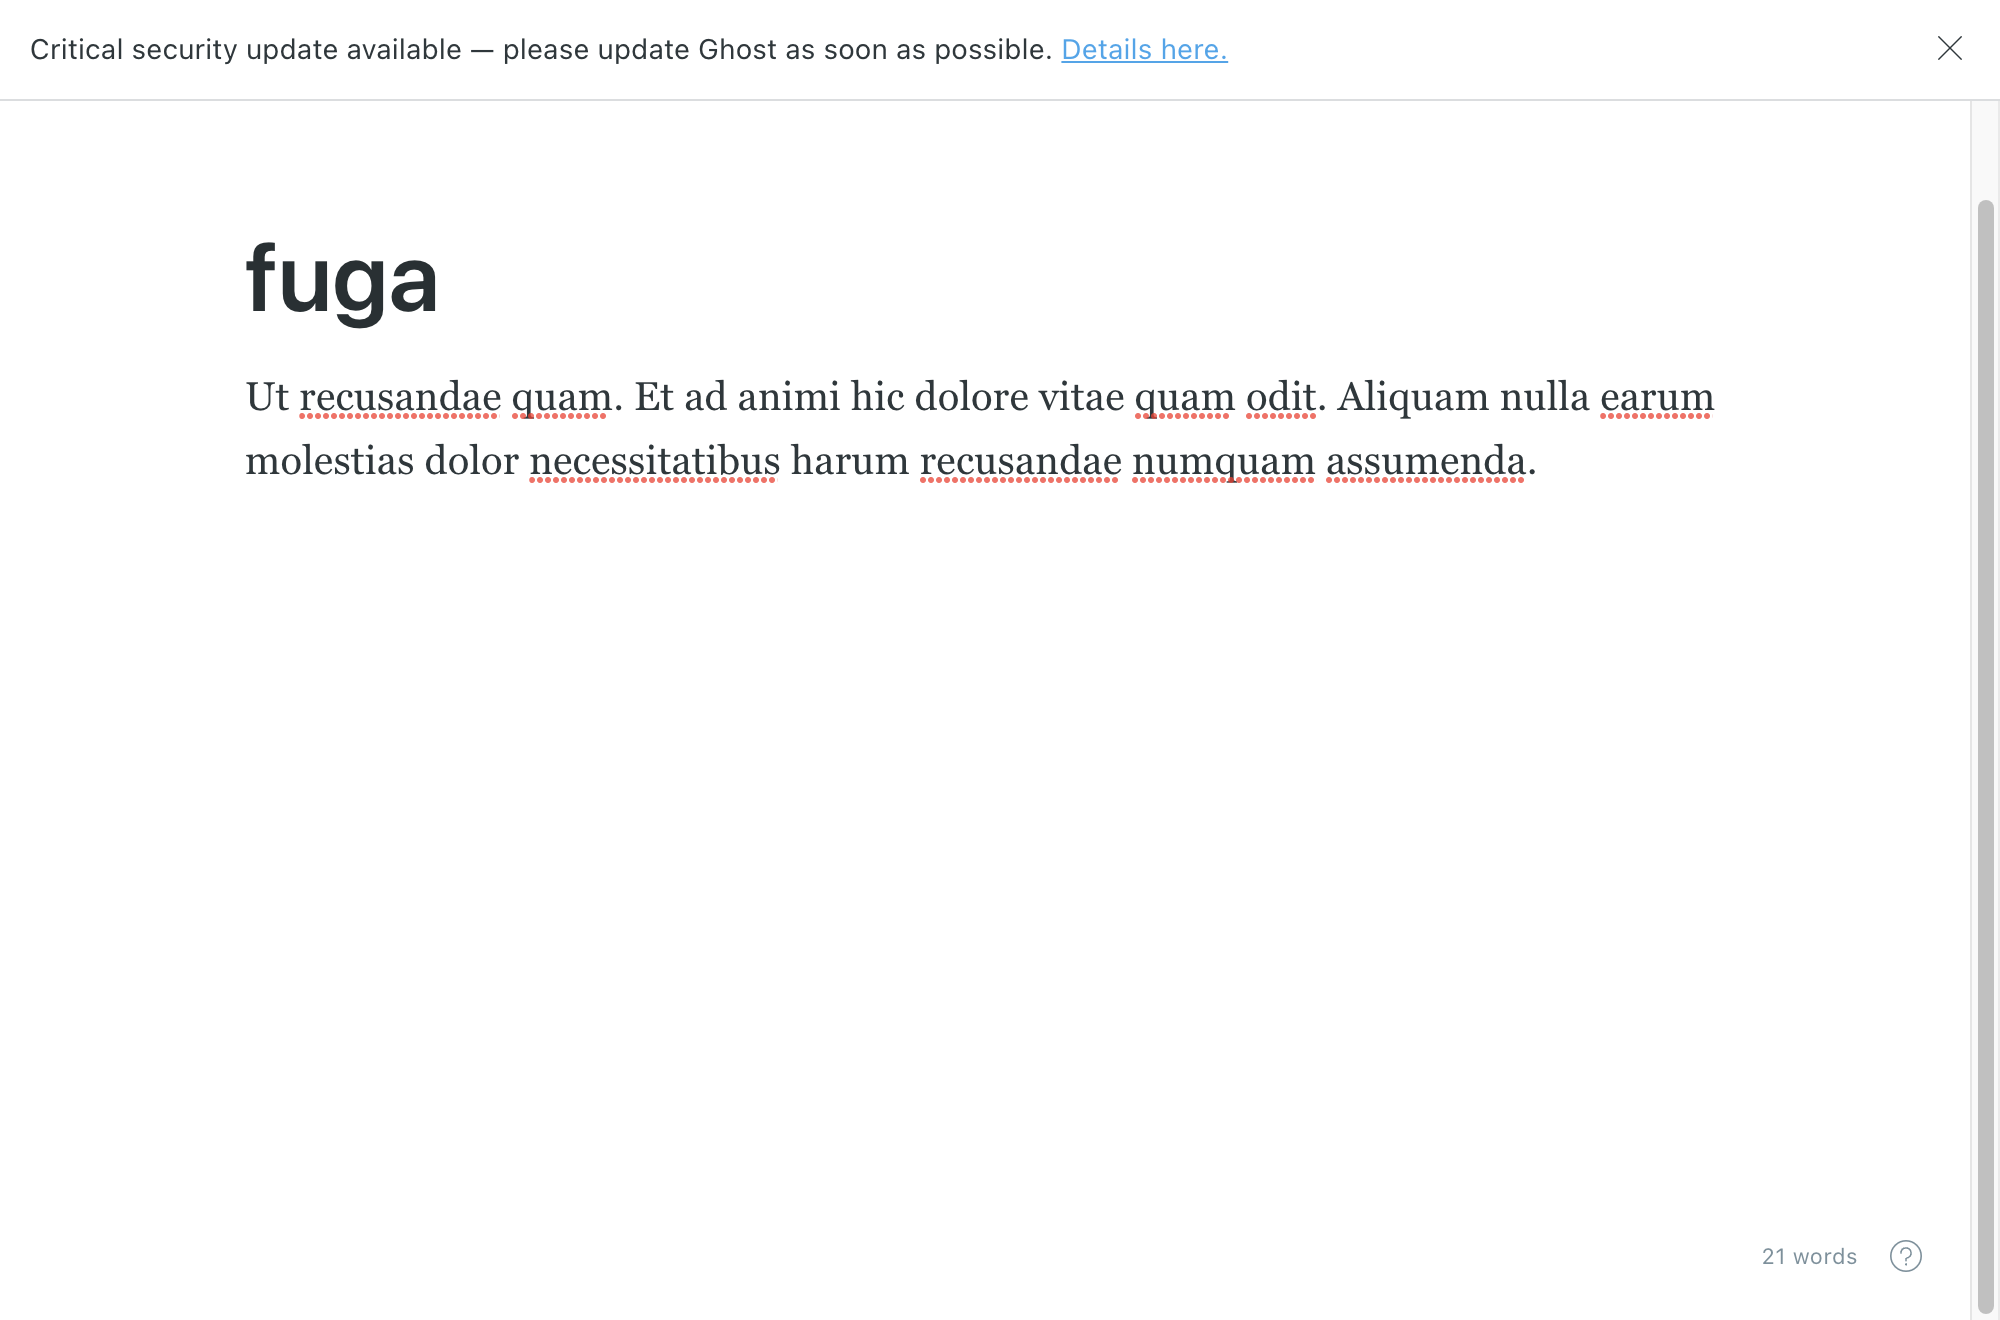 Critical security update available — please update Ghost as soon as possible. Details here.
fuga
Ut recusandae quam. Et ad animi hic dolore vitae quam odit. Aliquam nulla earum
molestias dolor necessitatibus harum recusandae numquam assumenda.
21 words
?